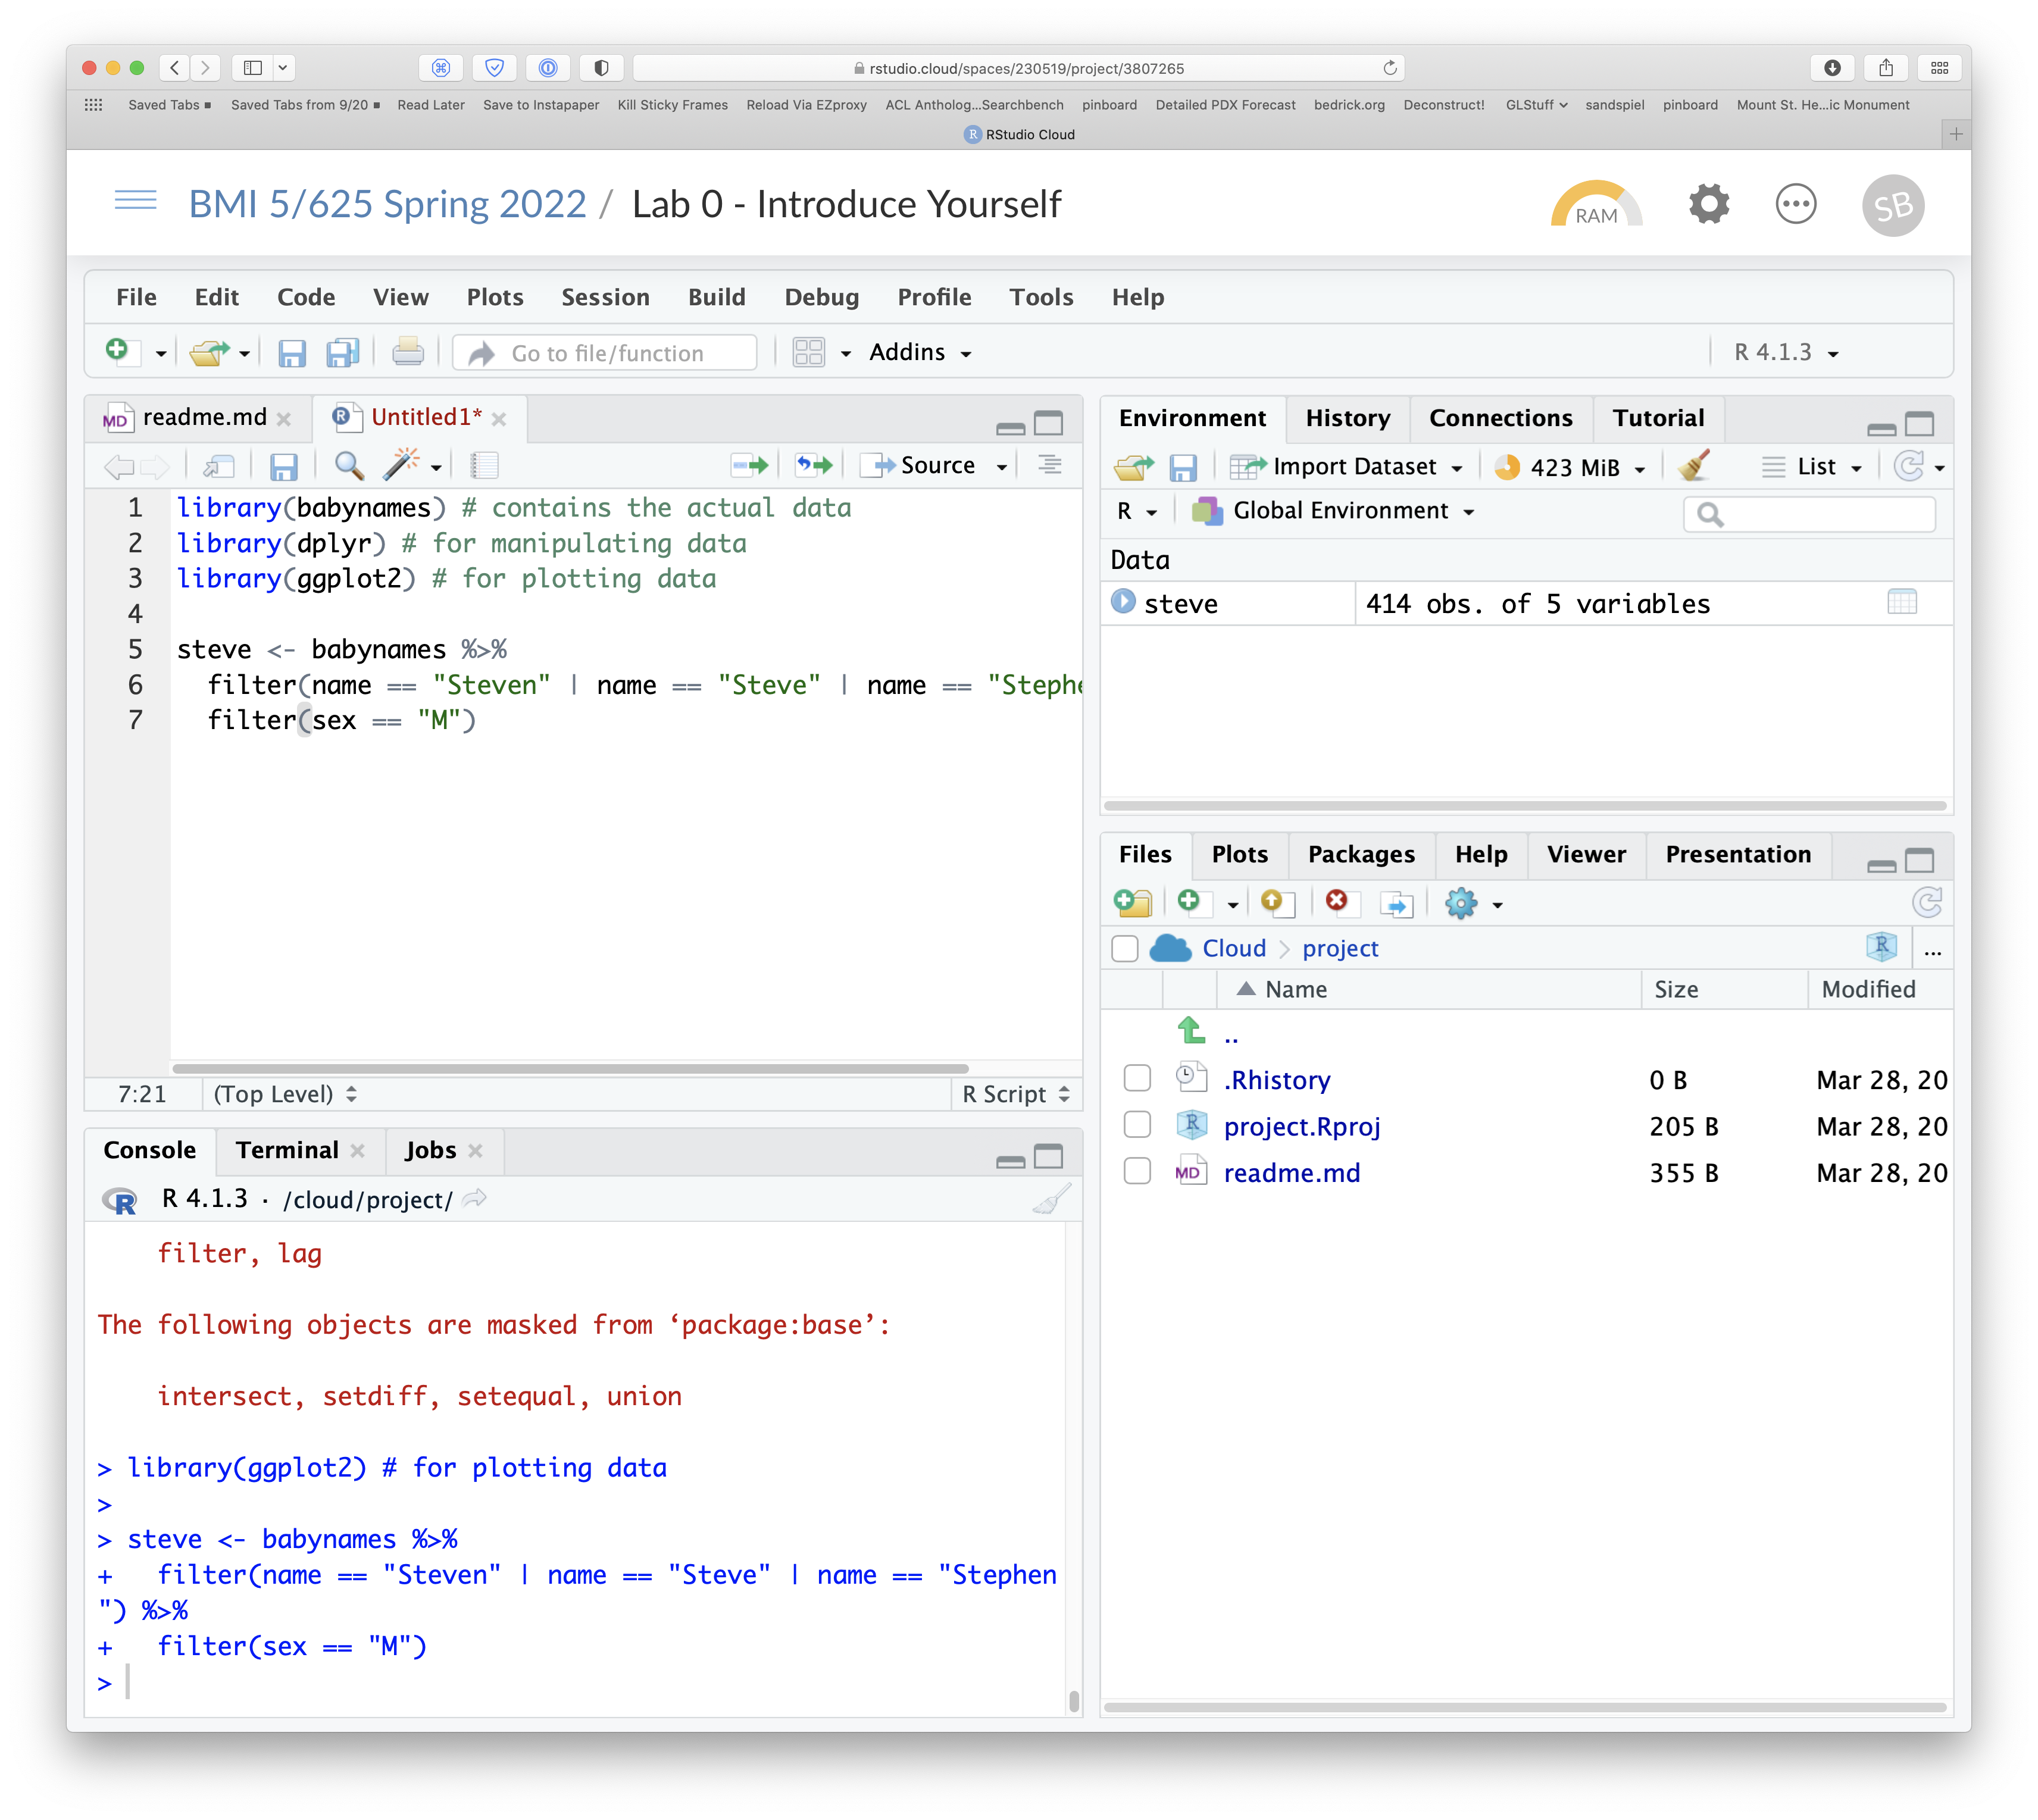 rstudio.cloud/spaces/230519/project/3807265
Saved Tabs Saved Tabs from 9/20 Read Later Save to Instapaper Kill Sticky Frames Reload Via EZproxy ACL Antholog...Searchbench pinboard Detailed PDX Forecast bedrick.org Deconstruct! GLStuff sandspiel pinboard Mount St. He...ic Monument
R RStudio Cloud
BMI 5/625 Spring 2022 / Lab 0 - Introduce Yourself
RAM
SB
File Edit Code View Plots Session Build Debug Profile Tools Help
Go to file/function Addins R 4.1.3
MD readme.md R Untitled1*
Source
1 library(babynames) # contains the actual data
2 library(dplyr) # for manipulating data
3 library(ggplot2) # for plotting data
4
5 steve <- babynames %>%
6 filter(name == "Steven" | name == "Steve" | name == "Stephe
7 filter(sex == "M")
7:21 (Top Level) R Script
Console Terminal Jobs
R R 4.1.3 · /cloud/project/
filter, lag
The following objects are masked from ‘package:base’:
intersect, setdiff, setequal, union
> library(ggplot2) # for plotting data
>
> steve <- babynames %>%
+ filter(name == "Steven" | name == "Steve" | name == "Stephen
") %>%
+ filter(sex == "M")
>
Environment History Connections Tutorial
Import Dataset 423 MiB List
R Global Environment
Data
steve 414 obs. of 5 variables
Files Plots Packages Help Viewer Presentation
Cloud > project R ...
Name Size Modified
..
.Rhistory 0 B Mar 28, 20
R project.Rproj 205 B Mar 28, 20
MD readme.md 355 B Mar 28, 20